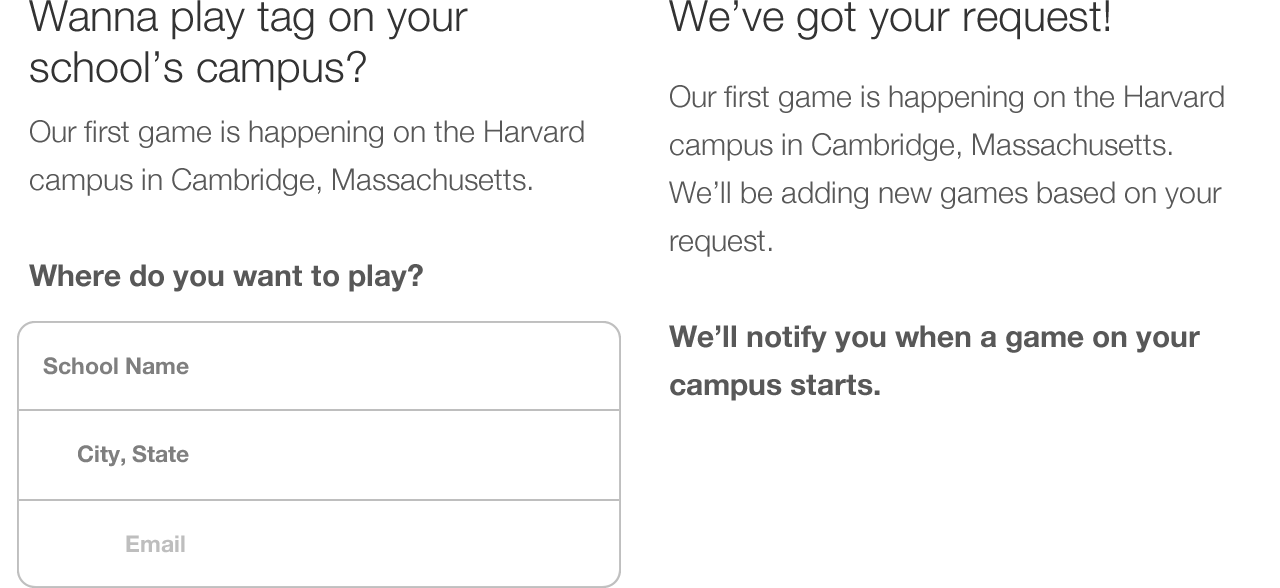 Wanna play tag on your
school’s campus?
Our first game is happening on the Harvard
campus in Cambridge, Massachusetts.
Where do you want to play?
School Name
City, State
Email
We’ve got your request!
Our first game is happening on the Harvard
campus in Cambridge, Massachusetts.
We’ll be adding new games based on your
request.
We’ll notify you when a game on your
campus starts.